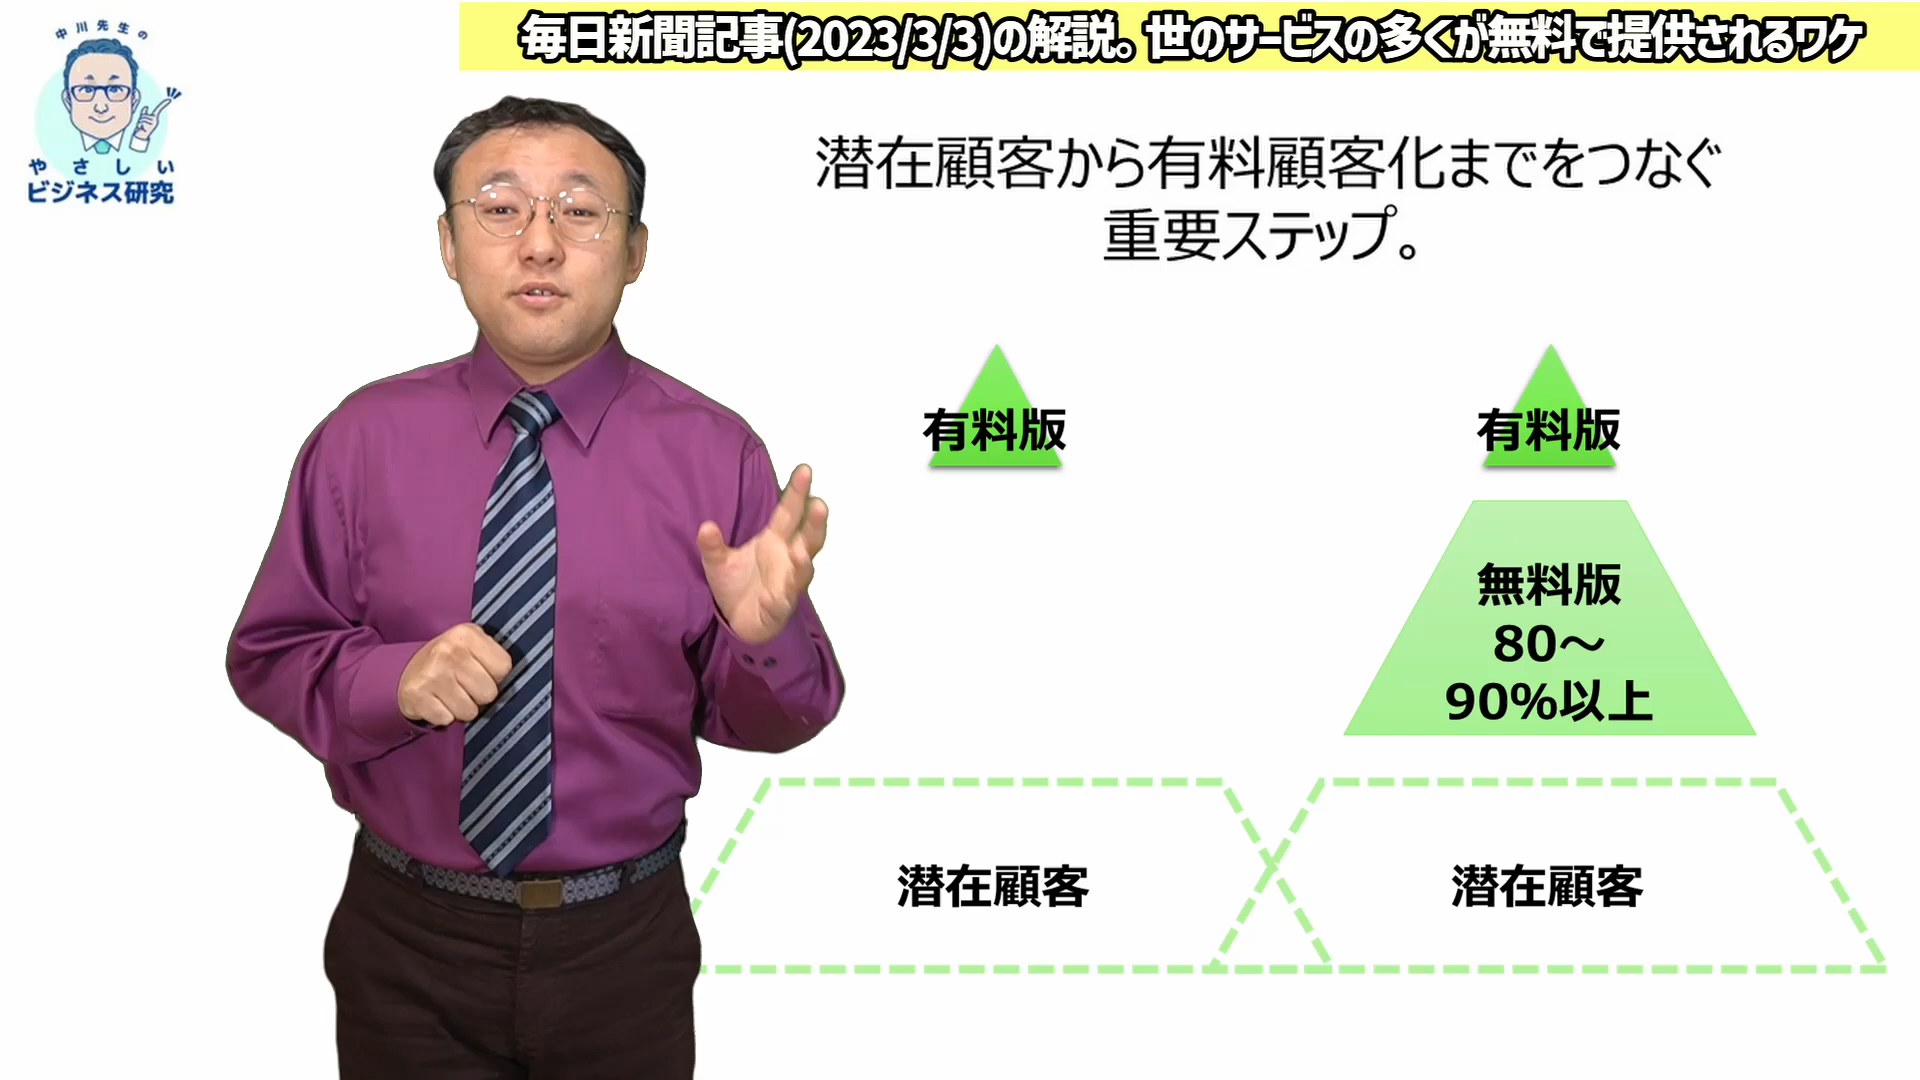 中川先生の
やさしい
ビジネス研究
毎日新聞記事(2023/3/3)の解説。世のサービスの多くが無料で提供されるワケ
潜在顧客から有料顧客化までをつなぐ
重要ステップ。
有料版
有料版
無料版
80～
90%以上
潜在顧客
潜在顧客